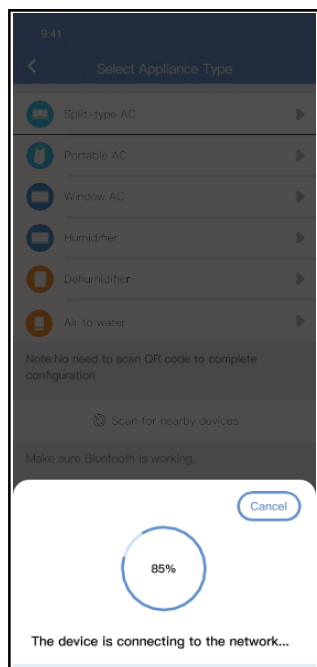 9:41
Select Appliance Type
Split-type AC
Portable AC
Window AC
Humidifier
Dehumidifier
Air to water
Note:No need to scan QR code to complete
configuration
Scan for nearby devices
Make sure Bluetooth is working.
Cancel
85%
The device is connecting to the network...